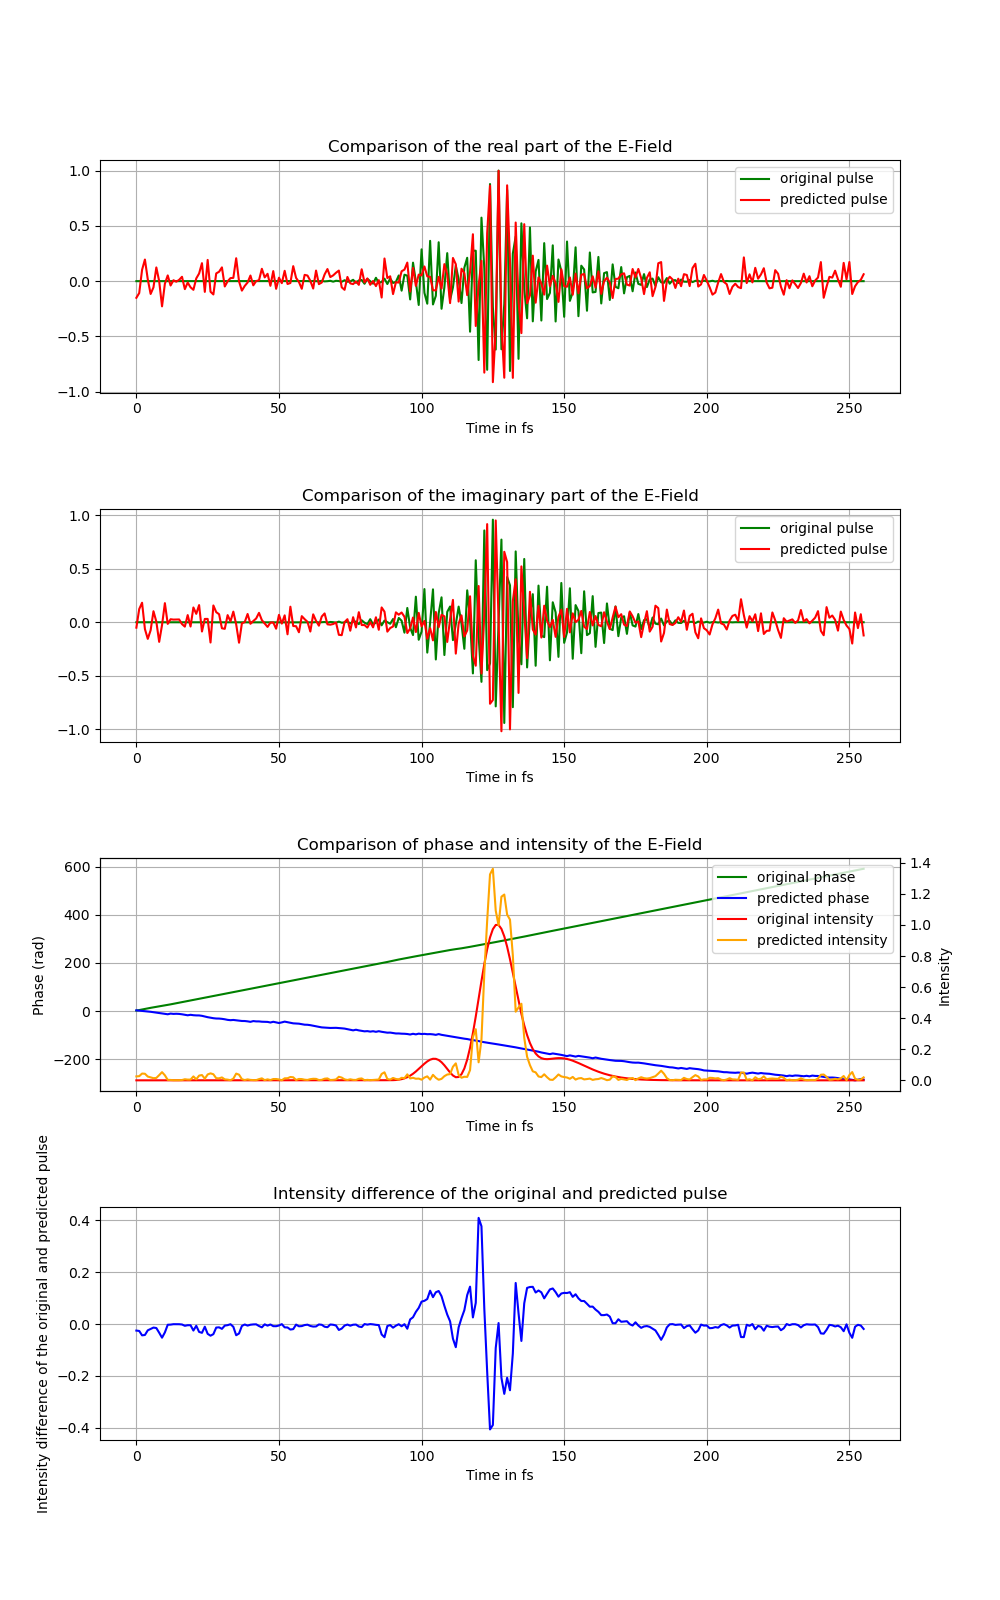 Comparison of the real part of the E-Field
1.0
0.5
0.0
−0.5
−1.0
original pulse
predicted pulse
0 50 100 150 200 250
Time in fs
Comparison of the imaginary part of the E-Field
1.0
0.5
0.0
−0.5
−1.0
original pulse
predicted pulse
0 50 100 150 200 250
Time in fs
Comparison of phase and intensity of the E-Field
Phase (rad)
600
400
200
0
−200
original phase
predicted phase
original intensity
predicted intensity
1.4
1.2
1.0
0.8
0.6
0.4
0.2
0.0
Intensity
0 50 100 150 200 250
Time in fs
Intensity difference of the original and predicted pulse
Intensity difference of the original and predicted pulse
0.4
0.2
0.0
−0.2
−0.4
0 50 100 150 200 250
Time in fs